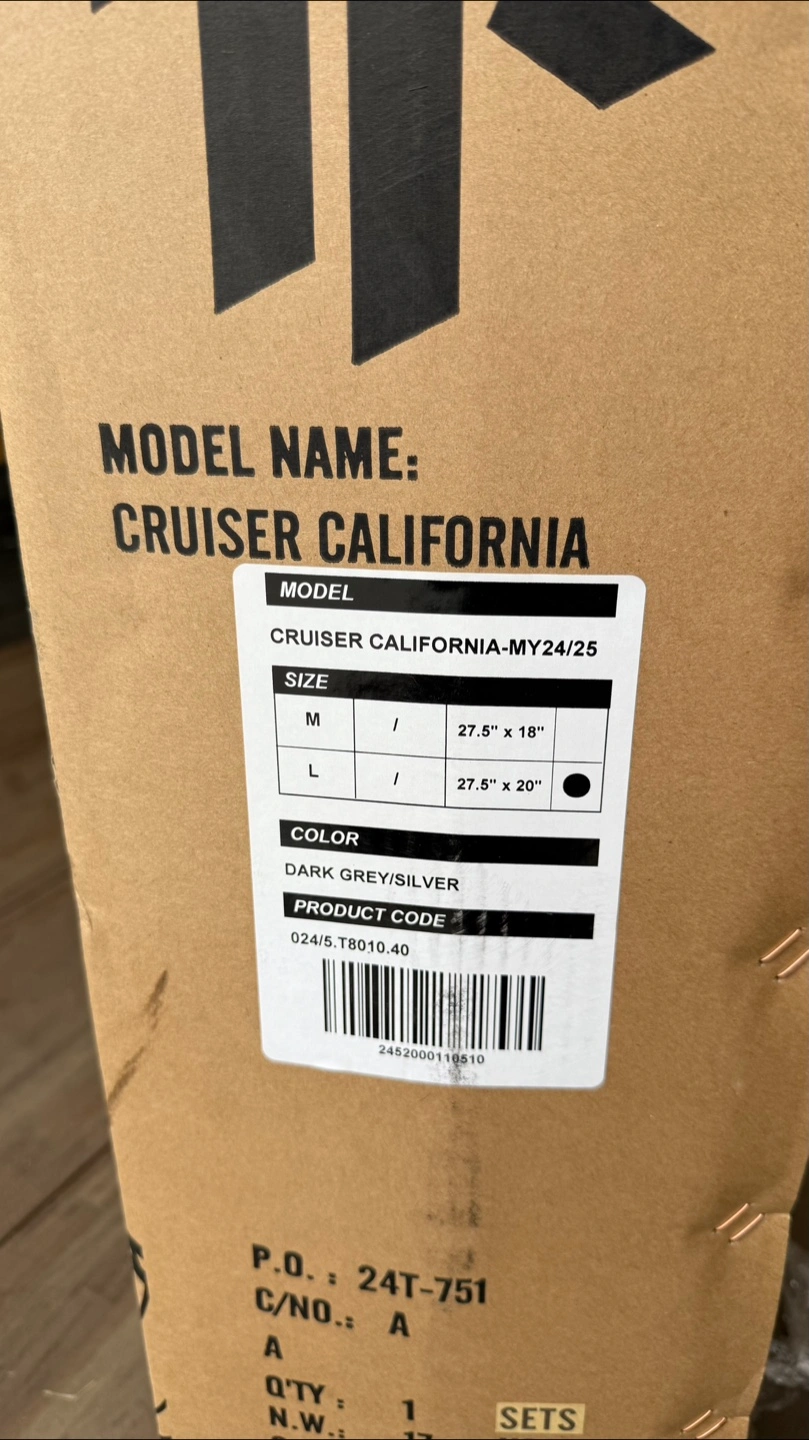 MODEL NAME:
CRUISER CALIFORNIA
MODEL
CRUISER CALIFORNIA-MY24/25
SIZE
M / 27.5" x 18"
L / 27.5" x 20"
COLOR
DARK GREY/SILVER
PRODUCT CODE
024/5.T8010.40
2452000110510
P.O. : 24T-751
C/NO.: A
A
Q'TY : 1 SETS
N.W.: